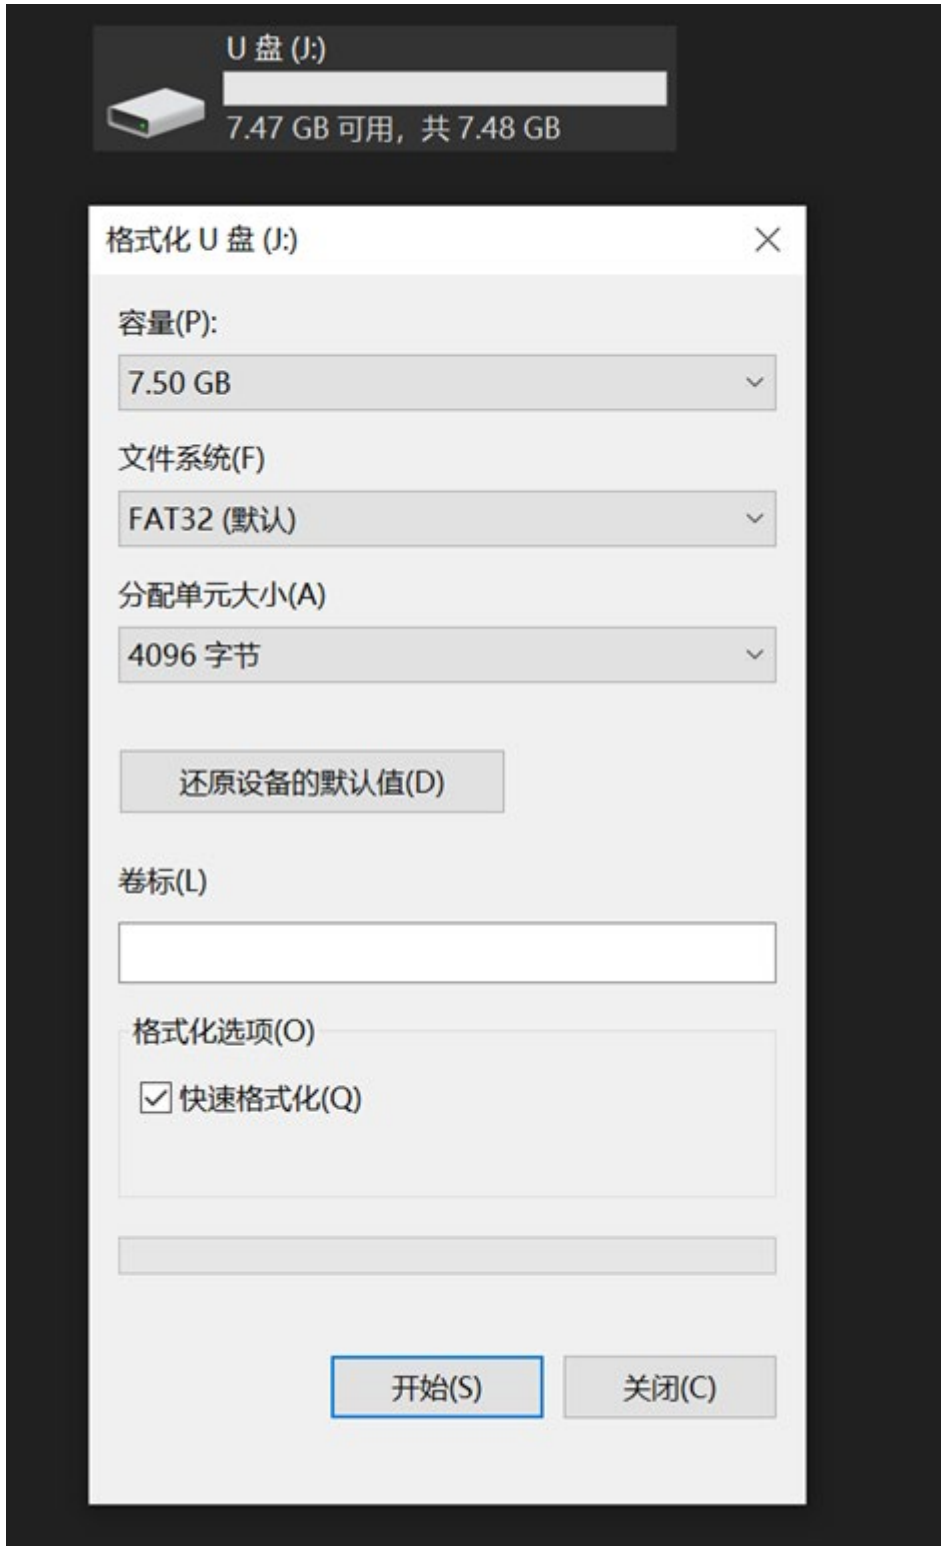 U 盘 (J:)
7.47 GB 可用，共 7.48 GB
格式化 U 盘 (J:)
容量(P):
7.50 GB
文件系统(F)
FAT32 (默认)
分配单元大小(A)
4096 字节
还原设备的默认值(D)
卷标(L)
格式化选项(O)
快速格式化(Q)
开始(S)
关闭(C)